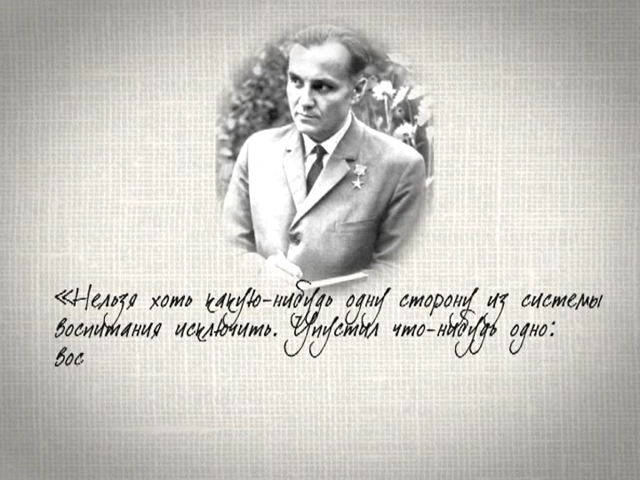 «Нельзя хоть какую-нибудь одну сторону из системы
воспитания исключить. Упустил что-нибудь одно:
вос